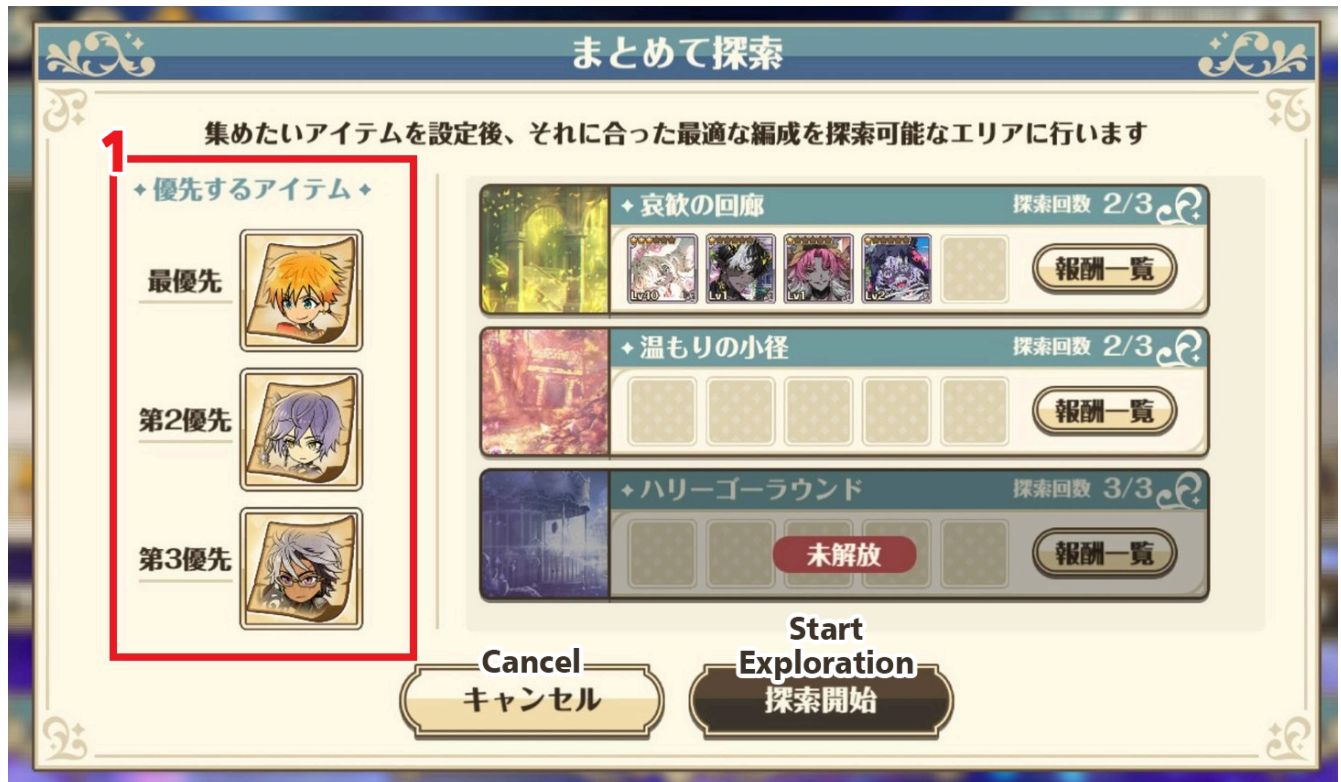 まとめて探索
集めたいアイテムを設定後、それに合った最適な編成を探索可能なエリアに行います
1
優先するアイテム
最優先
第2優先
第3優先
哀歓の回廊 探索回数 2/3
Lv40 Lv1 Lv1 Lv2
報酬一覧
温もりの小径 探索回数 2/3
報酬一覧
ハリーゴーラウンド 探索回数 3/3
未解放
報酬一覧
Cancel
キャンセル
Start
Exploration
探索開始